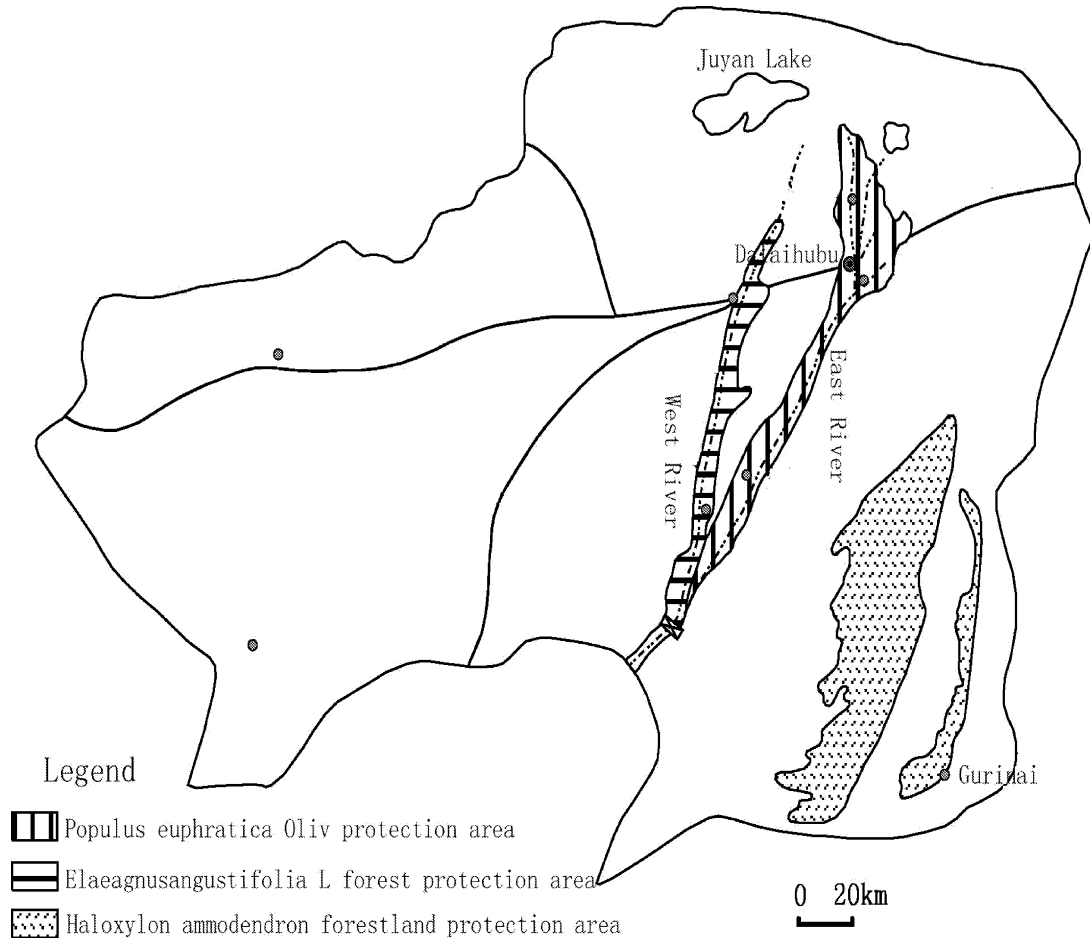 Juyan Lake
Dalaihubu
West River
East River
Gurinai
Legend
Populus euphratica Oliv protection area
Elaeagnusangustifolia L forest protection area
Haloxylon ammodendron forestland protection area
0 20km